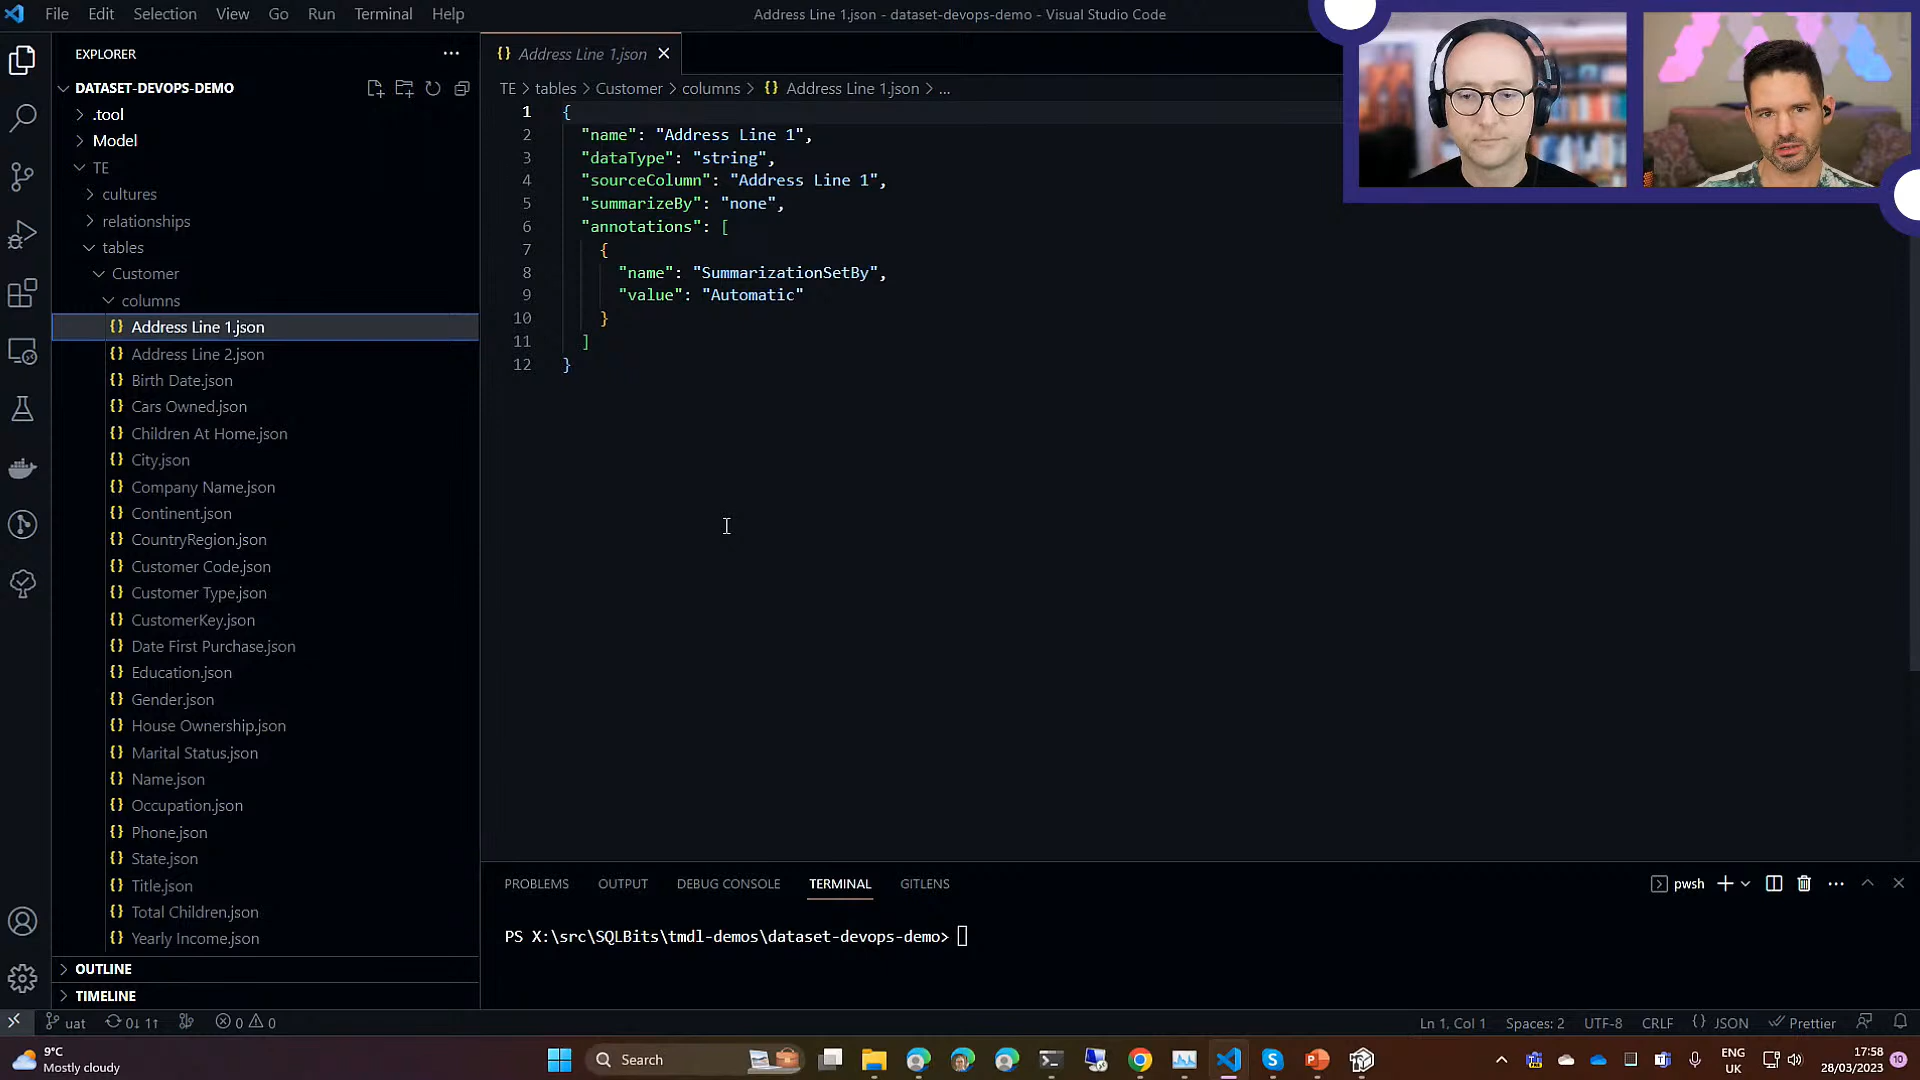 File Edit Selection View Go Run Terminal Help
Address Line 1.json - dataset-devops-demo - Visual Studio Code
EXPLORER
DATASET-DEVOPS-DEMO
.tool
Model
TE
cultures
relationships
tables
Customer
columns
Address Line 1.json
Address Line 2.json
Birth Date.json
Cars Owned.json
Children At Home.json
City.json
Company Name.json
Continent.json
CountryRegion.json
Customer Code.json
Customer Type.json
CustomerKey.json
Date First Purchase.json
Education.json
Gender.json
House Ownership.json
Marital Status.json
Name.json
Occupation.json
Phone.json
State.json
Title.json
Total Children.json
Yearly Income.json
OUTLINE
TIMELINE
{} Address Line 1.json
TE > tables > Customer > columns > {} Address Line 1.json > ...
1 {
2 "name": "Address Line 1",
3 "dataType": "string",
4 "sourceColumn": "Address Line 1",
5 "summarizeBy": "none",
6 "annotations": [
7 {
8 "name": "SummarizationSetBy",
9 "value": "Automatic"
10 }
11 ]
12 }
PROBLEMS OUTPUT DEBUG CONSOLE TERMINAL GITLENS
pwsh
PS X:\src\SQLBits\tmdl-demos\dataset-devops-demo>
uat 0↓ 1↑ 0 0
Ln 1, Col 1 Spaces: 2 UTF-8 CRLF {} JSON Prettier
9°C
Mostly cloudy
Search
ENG
UK
17:58
28/03/2023
10